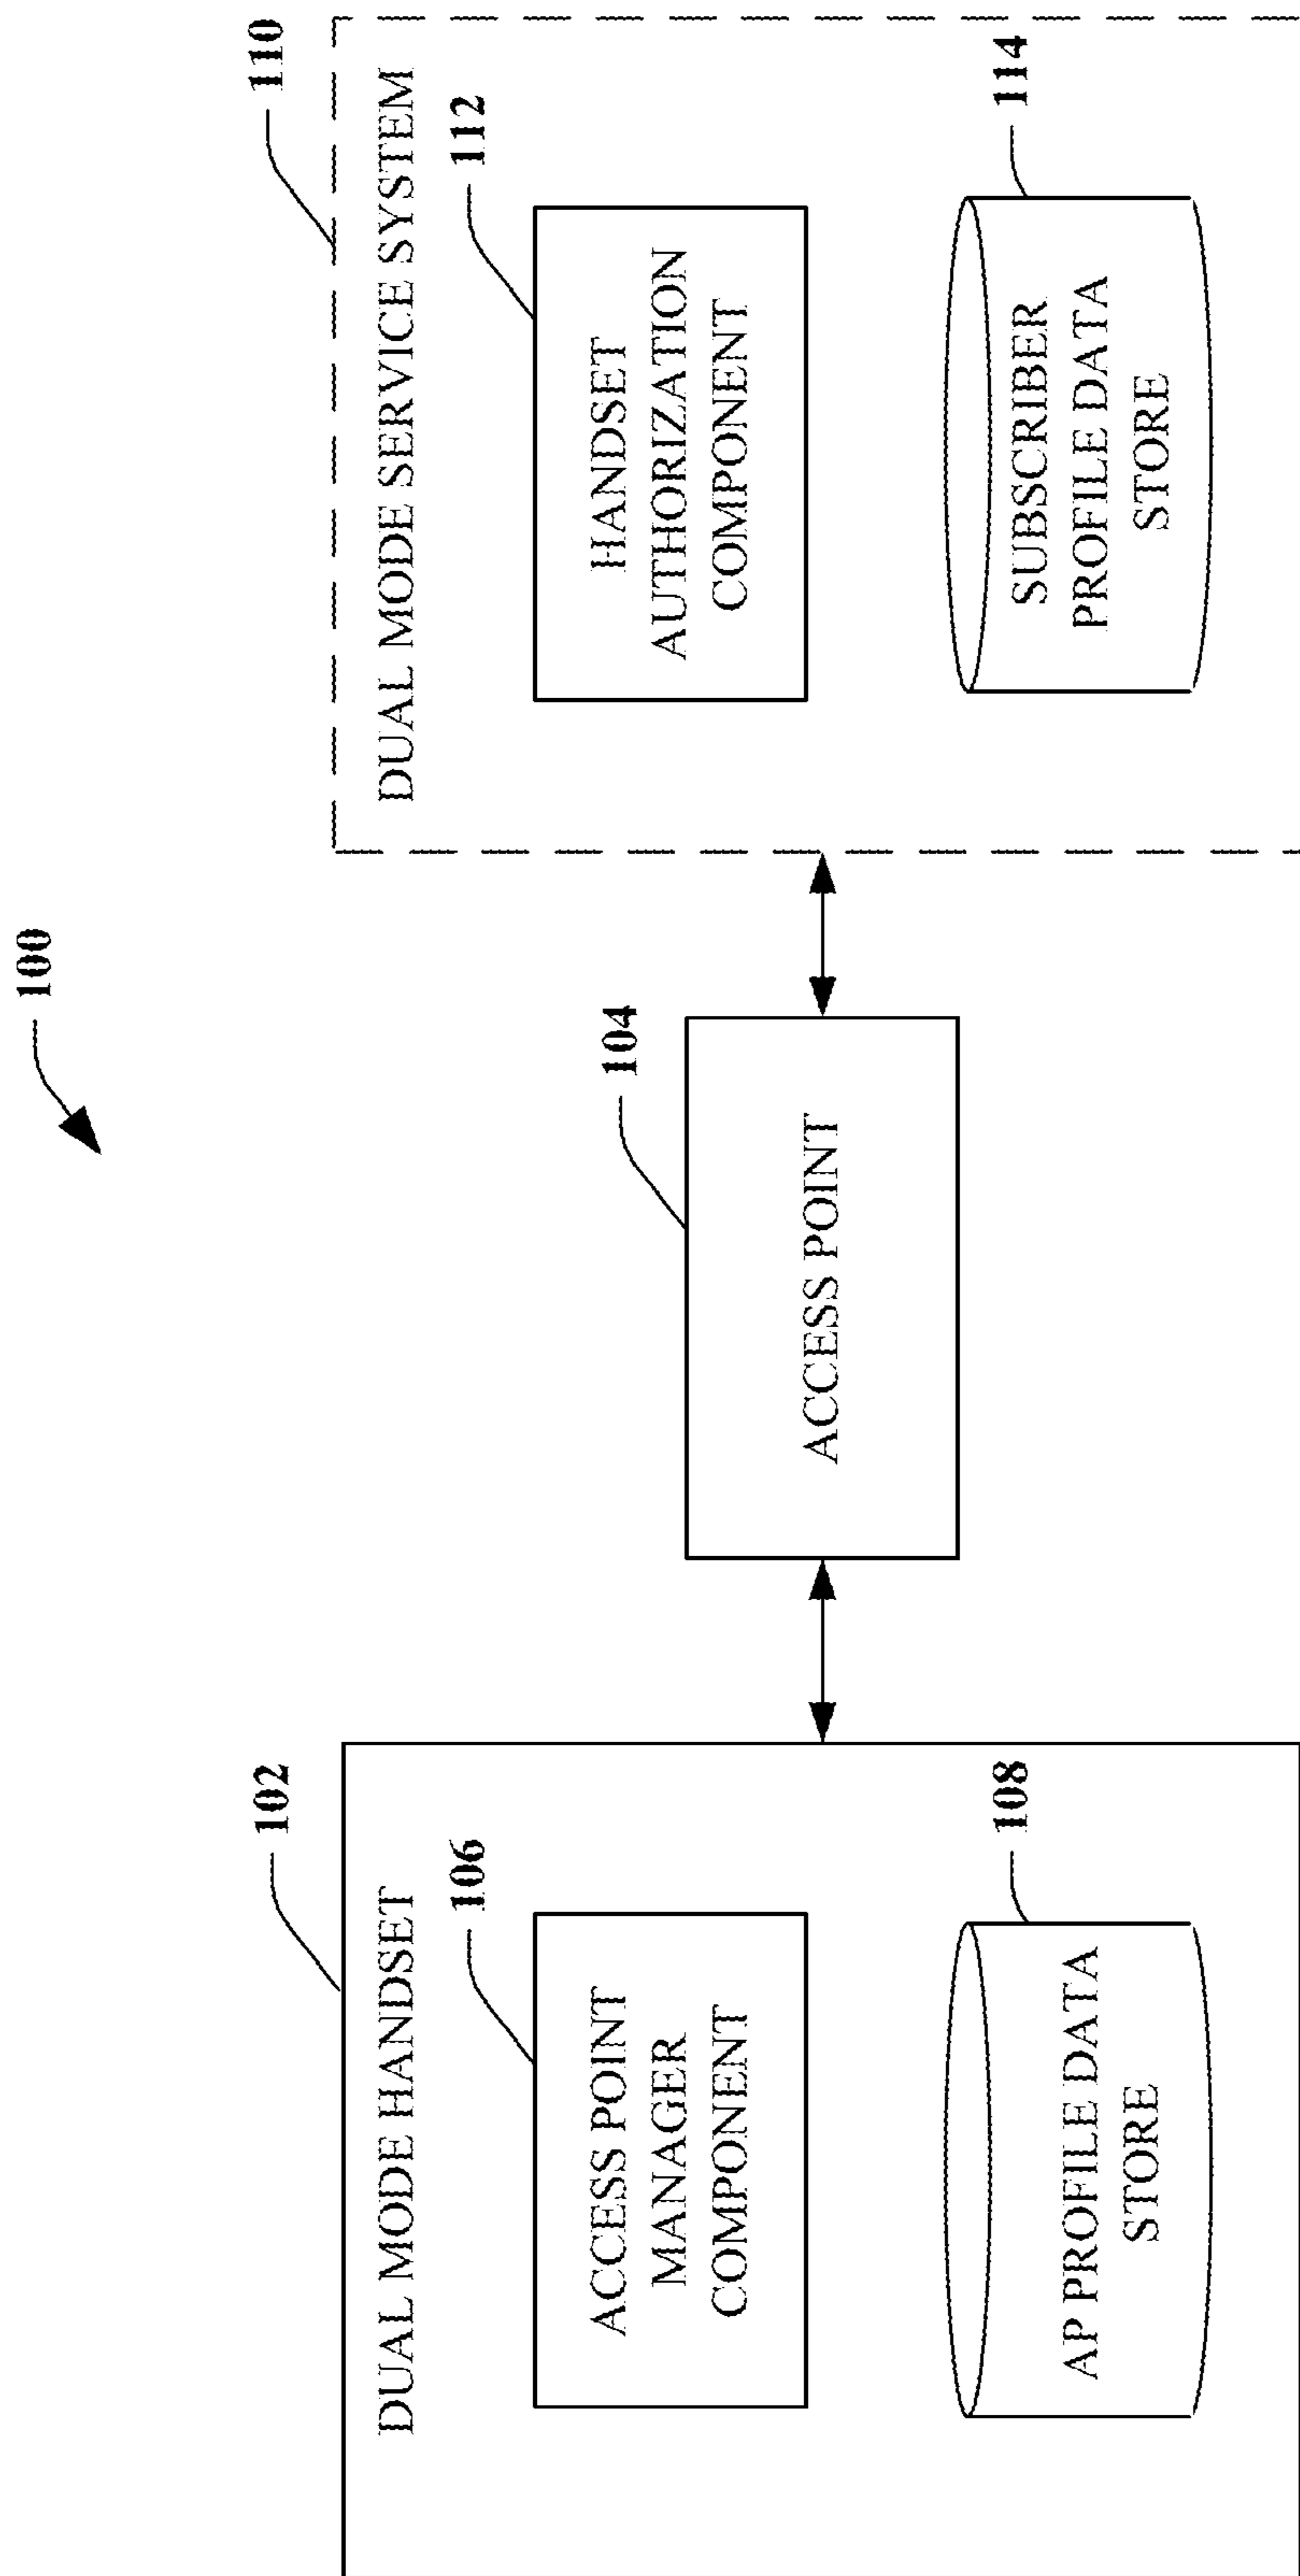 100
102
DUAL MODE HANDSET
106
ACCESS POINT
MANAGER
COMPONENT
108
AP PROFILE DATA
STORE
104
ACCESS POINT
110
DUAL MODE SERVICE SYSTEM
112
HANDSET
AUTHORIZATION
COMPONENT
114
SUBSCRIBER
PROFILE DATA
STORE